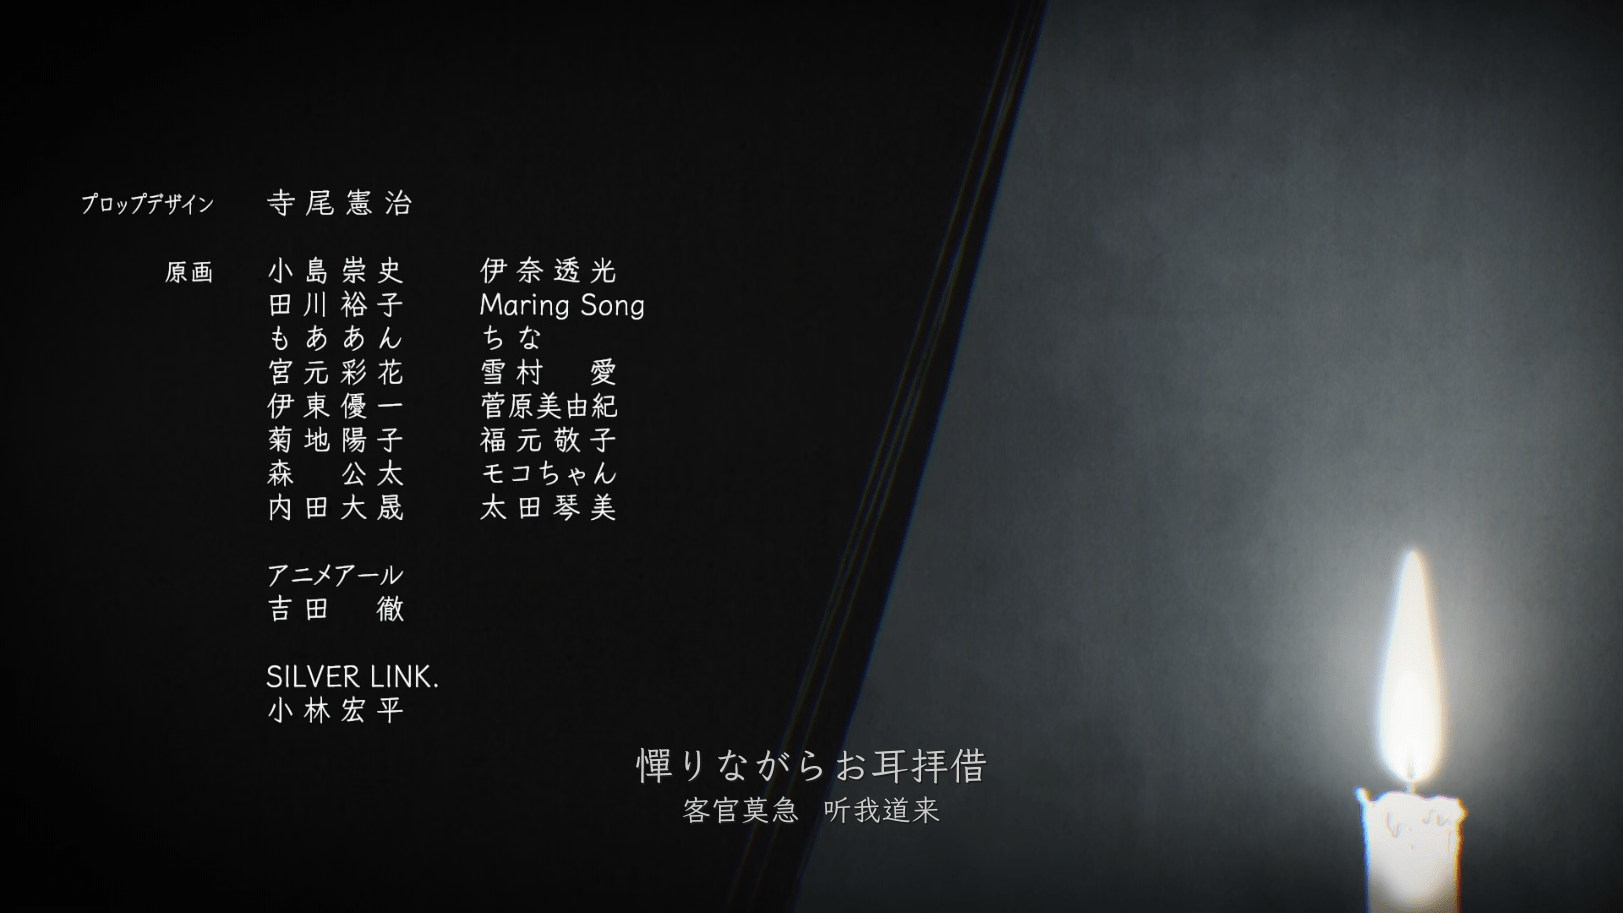 プロップデザイン 寺尾憲治
原画 小島崇史 伊奈透光
田川裕子 Maring Song
もああん ちな
宮元彩花 雪村 愛
伊東優一 菅原美由紀
菊地陽子 福元敬子
森 公太 モコちゃん
内田大晟 太田琴美
アニメアール
吉田 徹
SILVER LINK.
小林宏平
憚りながらお耳拝借
客官莫急 听我道来